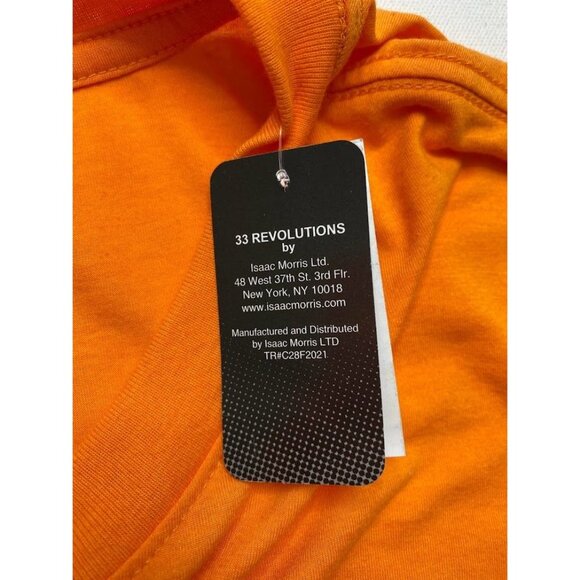 33 REVOLUTIONS
by
Isaac Morris Ltd.
48 West 37th St. 3rd Flr.
New York, NY 10018
www.isaacmorris.com
Manufactured and Distributed
by Isaac Morris LTD
TR#C28F2021